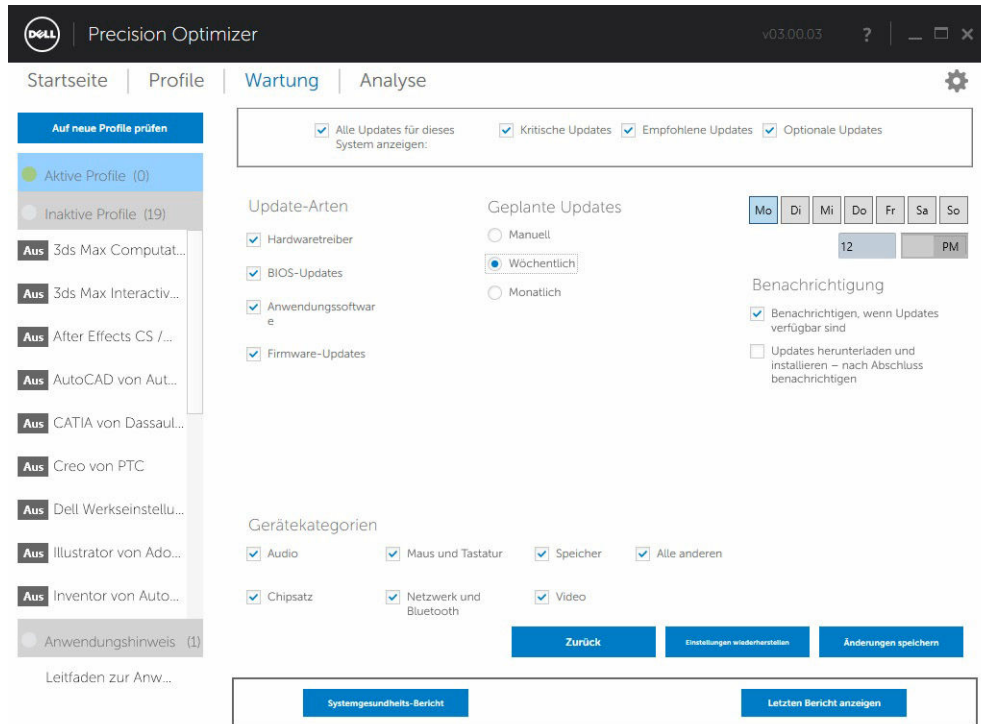 DELL
Precision Optimizer
v03.00.03
?
Startseite
Profile
Wartung
Analyse
Auf neue Profile prüfen
Aktive Profile (0)
Inaktive Profile (19)
Aus 3ds Max Computat...
Aus 3ds Max Interactiv...
Aus After Effects CS /...
Aus AutoCAD von Aut...
Aus CATIA von Dassaul...
Aus Creo von PTC
Aus Dell Werkseinstellu...
Aus Illustrator von Ado...
Aus Inventor von Auto...
Anwendungshinweis (1)
Leitfaden zur Anw...
Alle Updates für dieses
System anzeigen:
Kritische Updates
Empfohlene Updates
Optionale Updates
Update-Arten
Hardwaretreiber
BIOS-Updates
Anwendungssoftwar
e
Firmware-Updates
Geplante Updates
Manuell
Wöchentlich
Monatlich
Mo Di Mi Do Fr Sa So
12 PM
Benachrichtigung
Benachrichtigen, wenn Updates
verfügbar sind
Updates herunterladen und
installieren – nach Abschluss
benachrichtigen
Gerätekategorien
Audio
Maus und Tastatur
Speicher
Alle anderen
Chipsatz
Netzwerk und
Bluetooth
Video
Zurück
Einstellungen wiederherstellen
Änderungen speichern
Systemgesundheits-Bericht
Letzten Bericht anzeigen